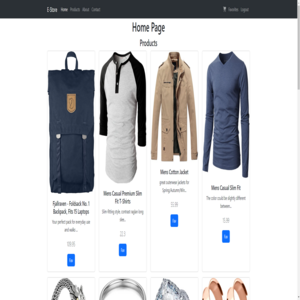 E-Store Home Products About Contact Favorites Logout
Home Page
Products
Fjallraven - Foldsack No. 1
Backpack, Fits 15 Laptops
Your perfect pack for everyday use
and walks ...
109.95
Buy
Mens Casual Premium Slim
Fit T-Shirts
Slim-fitting style, contrast raglan long
slee...
22.3
Buy
Mens Cotton Jacket
great outerwear jackets for
Spring/Autumn/Win...
55.99
Buy
Mens Casual Slim Fit
The color could be slightly different
between...
15.99
Buy